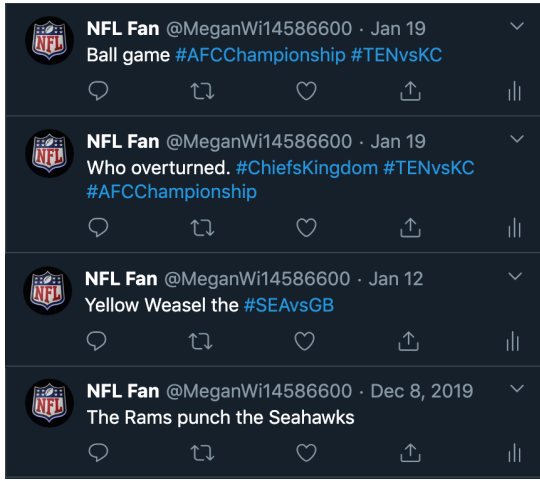 NFL Fan @MeganWi14586600 · Jan 19
Ball game #AFCChampionship #TENvsKC
NFL Fan @MeganWi14586600 · Jan 19
Who overturned. #ChiefsKingdom #TENvsKC
#AFCChampionship
NFL Fan @MeganWi14586600 · Jan 12
Yellow Weasel the #SEAvsGB
NFL Fan @MeganWi14586600 · Dec 8, 2019
The Rams punch the Seahawks
NFL
NFL
NFL
NFL